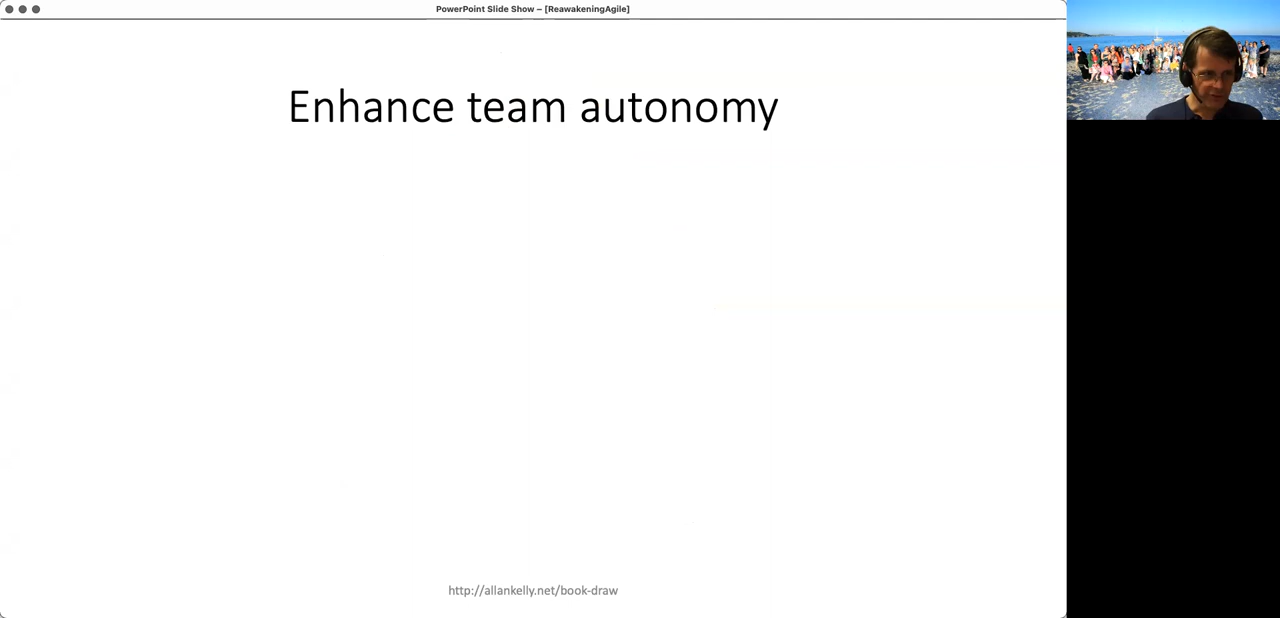 PowerPoint Slide Show – [ReawakeningAgile]
Enhance team autonomy
http://allankelly.net/book-draw